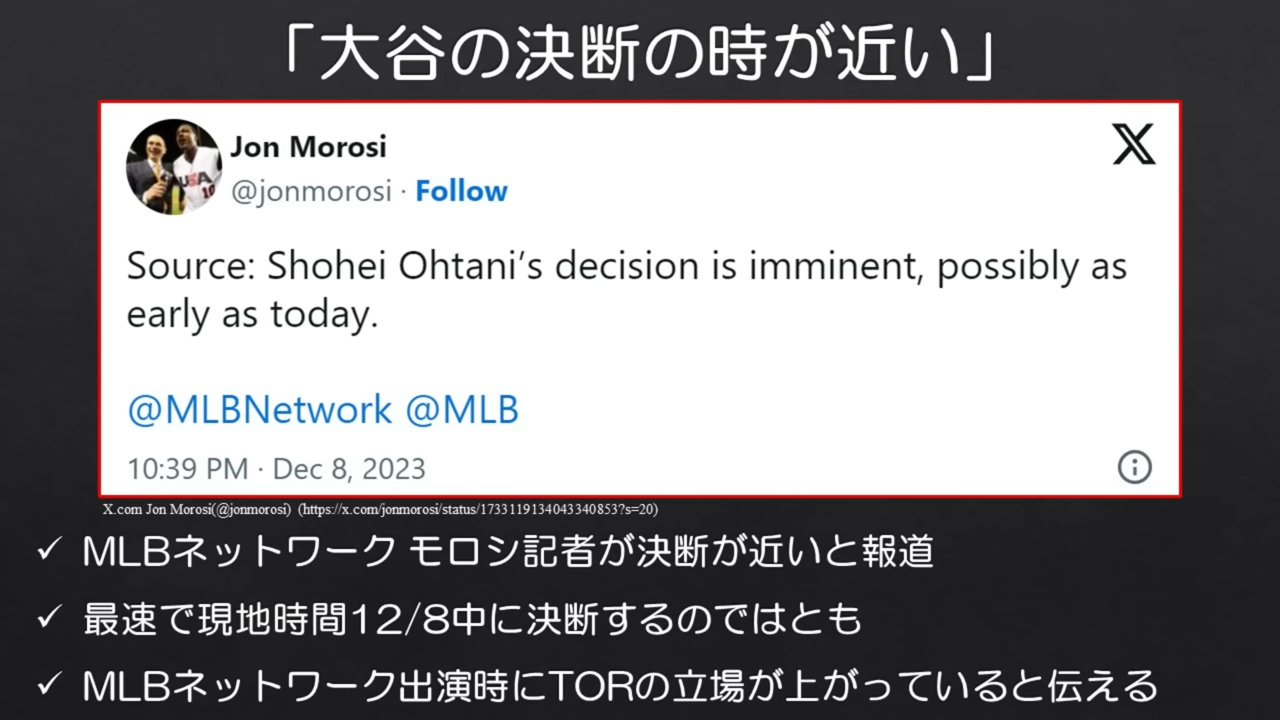 「大谷の決断の時が近い」
Jon Morosi
@jonmorosi · Follow
Source: Shohei Ohtani's decision is imminent, possibly as
early as today.
@MLBNetwork @MLB
10:39 PM · Dec 8, 2023
X.com Jon Morosi(@jonmorosi) (https://x.com/jonmorosi/status/1733119134043340853?s=20)
✓ MLBネットワーク モロシ記者が決断が近いと報道
✓ 最速で現地時間12/8中に決断するのではとも
✓ MLBネットワーク出演時にTORの立場が上がっていると伝える